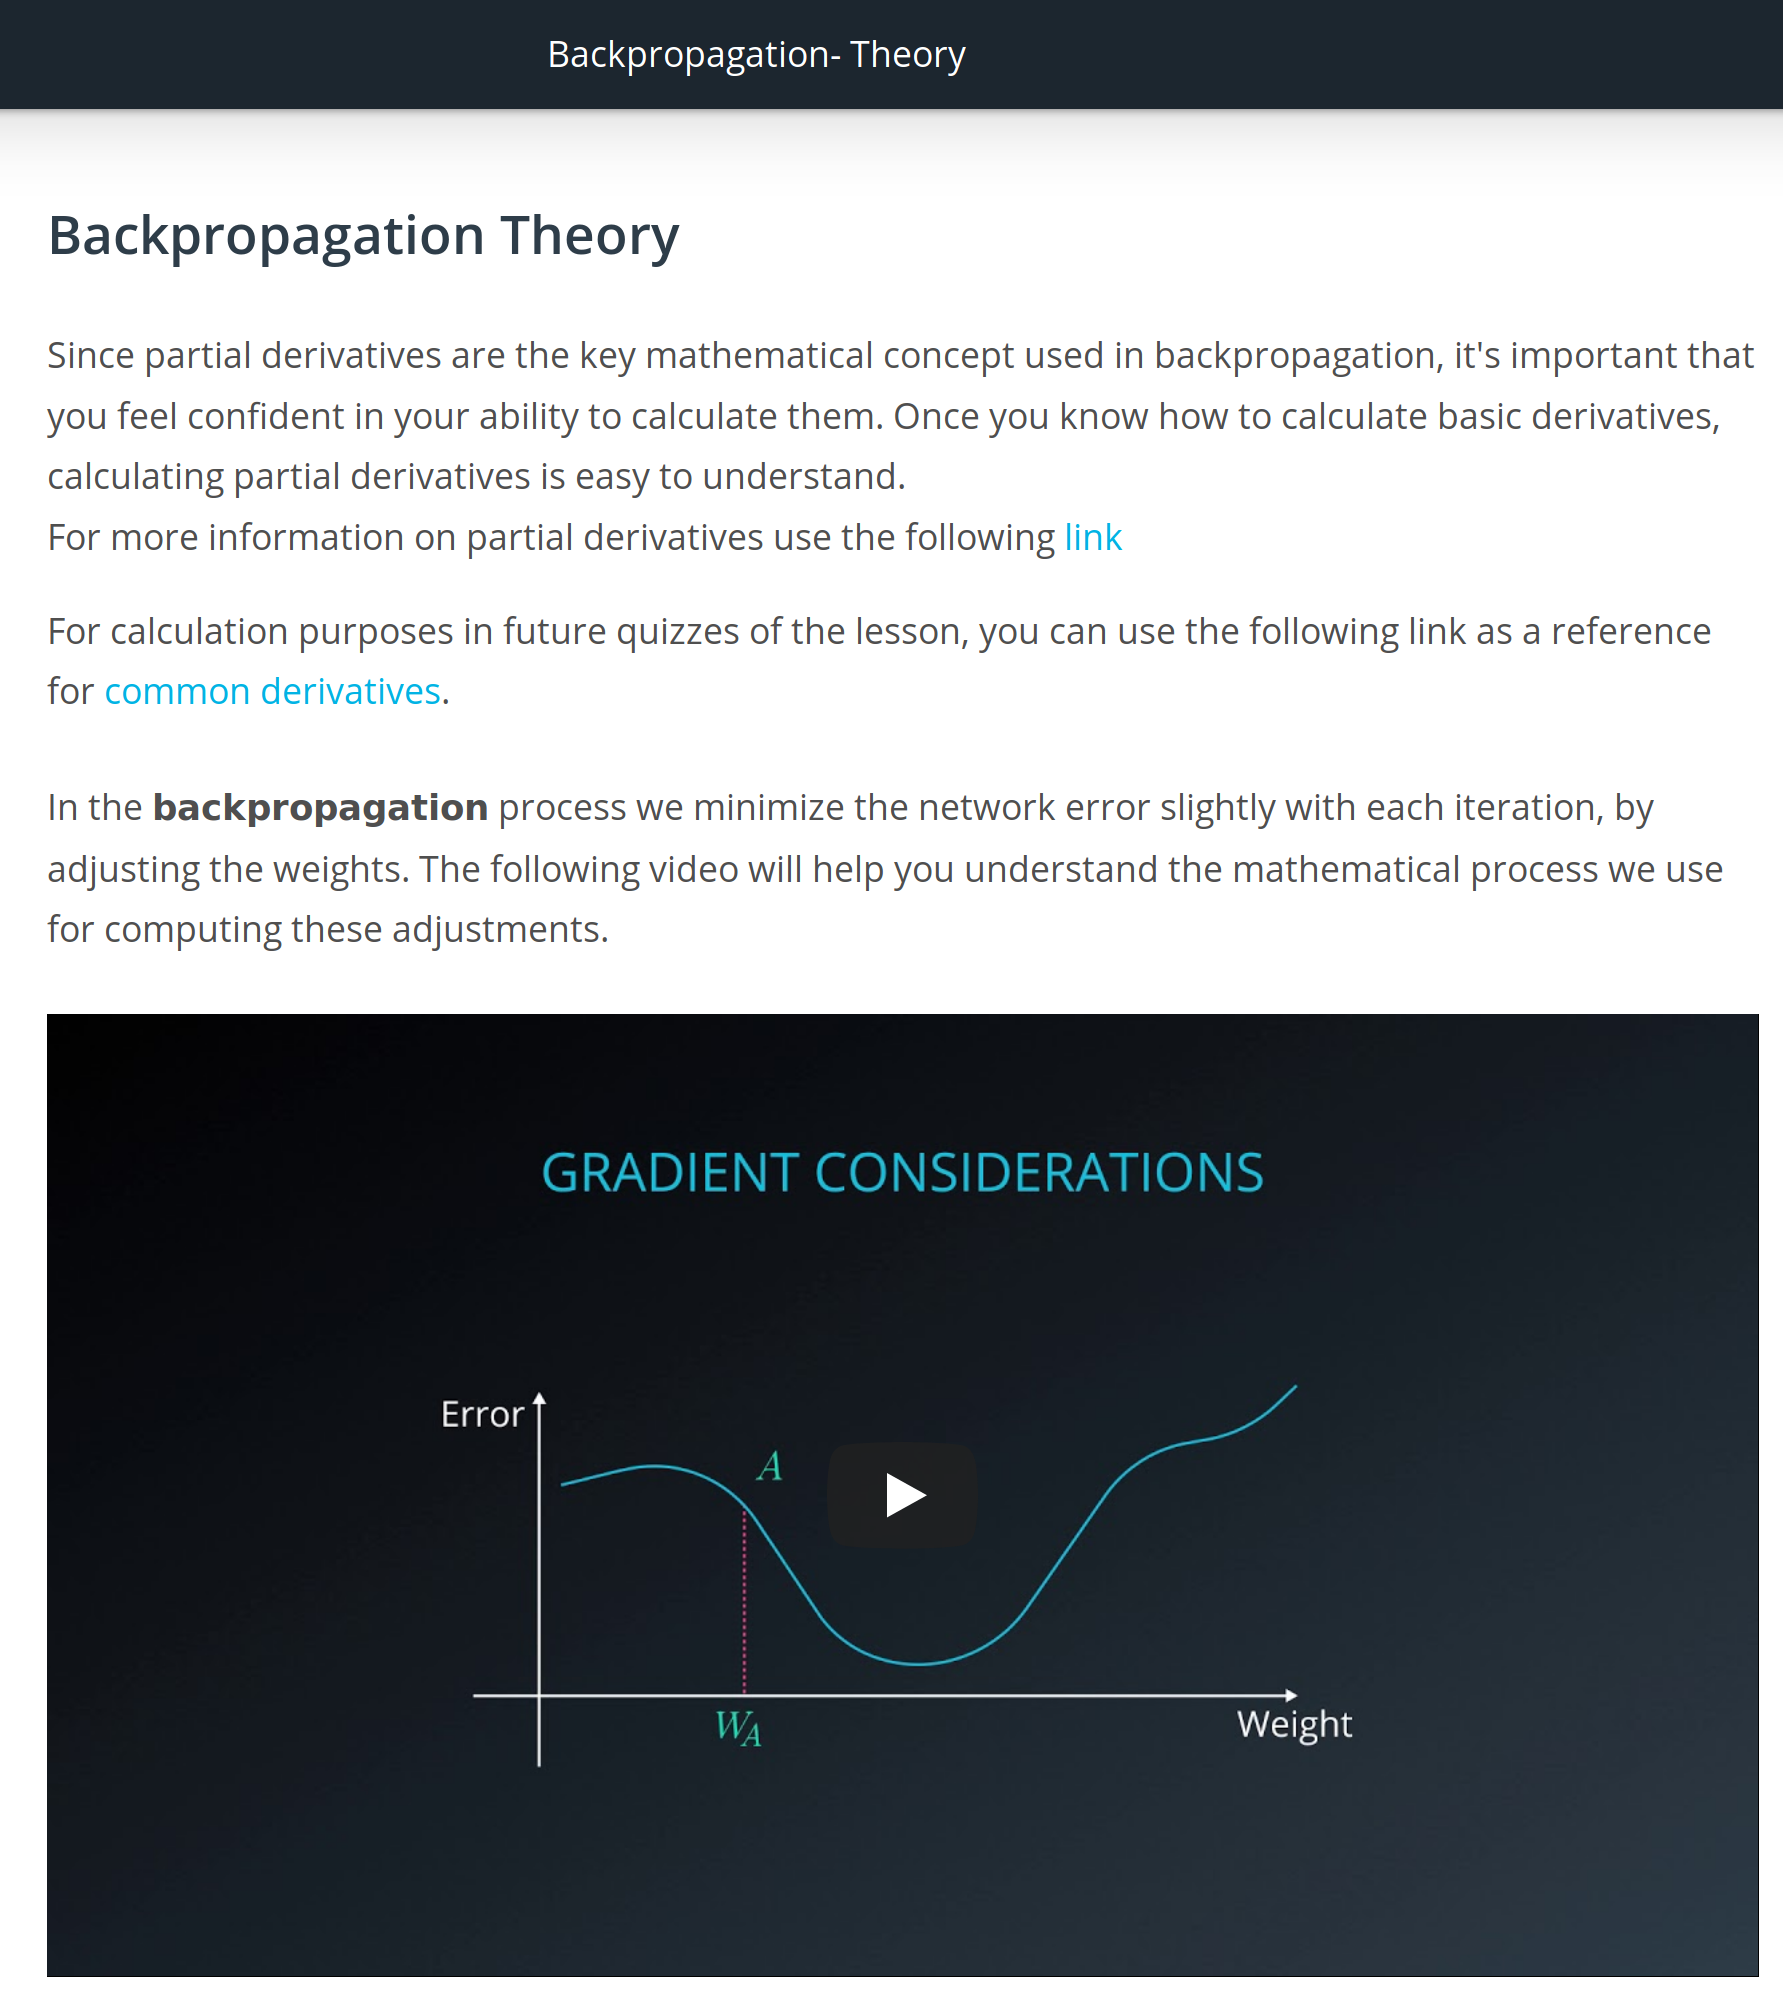 Backpropagation- Theory
Backpropagation Theory
Since partial derivatives are the key mathematical concept used in backpropagation, it's important that
you feel confident in your ability to calculate them. Once you know how to calculate basic derivatives,
calculating partial derivatives is easy to understand.
For more information on partial derivatives use the following link
For calculation purposes in future quizzes of the lesson, you can use the following link as a reference
for common derivatives.
In the backpropagation process we minimize the network error slightly with each iteration, by
adjusting the weights. The following video will help you understand the mathematical process we use
for computing these adjustments.
GRADIENT CONSIDERATIONS
Error
A
W_A
Weight